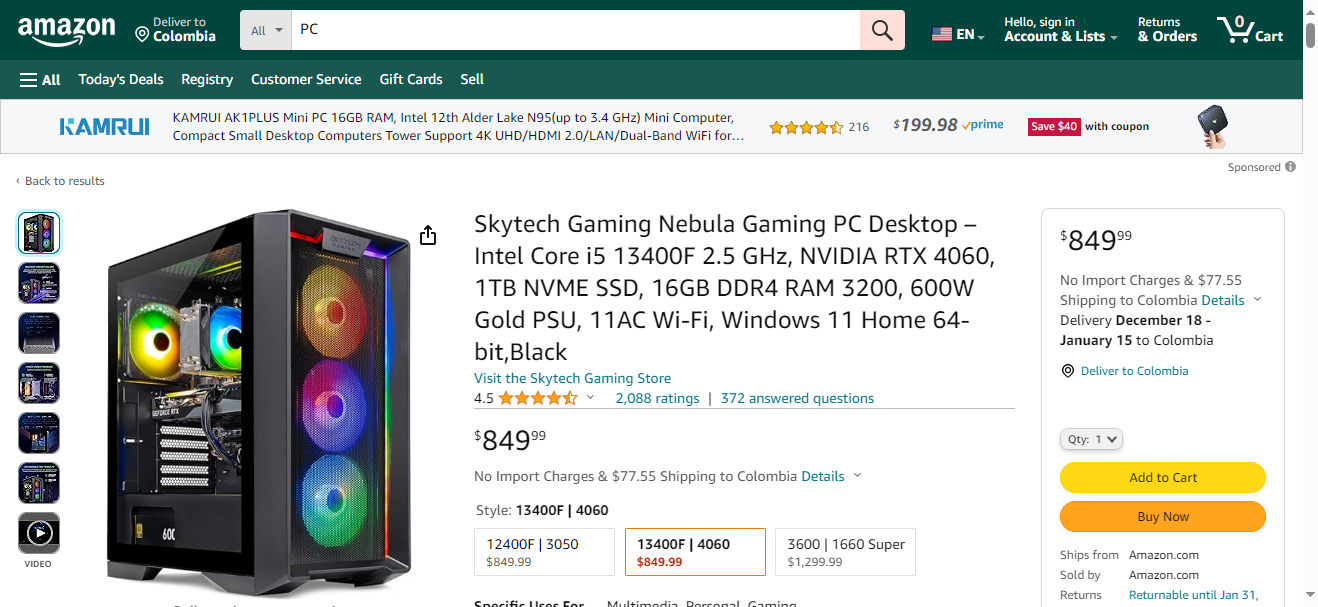 amazon
Deliver to
Colombia
All
PC
EN
Hello, sign in
Account & Lists
Returns
& Orders
0
Cart
All
Today's Deals
Registry
Customer Service
Gift Cards
Sell
KAMRUI
KAMRUI AK1PLUS Mini PC 16GB RAM, Intel 12th Alder Lake N95(up to 3.4 GHz) Mini Computer,
Compact Small Desktop Computers Tower Support 4K UHD/HDMI 2.0/LAN/Dual-Band WiFi for…
216
$199.98
prime
Save $40 with coupon
Sponsored
‹ Back to results
VIDEO
SKYTECH
GAMING
GEFORCE RTX
600
Skytech Gaming Nebula Gaming PC Desktop –
Intel Core i5 13400F 2.5 GHz, NVIDIA RTX 4060,
1TB NVME SSD, 16GB DDR4 RAM 3200, 600W
Gold PSU, 11AC Wi-Fi, Windows 11 Home 64-
bit,Black
Visit the Skytech Gaming Store
4.5
2,088 ratings | 372 answered questions
$84999
No Import Charges & $77.55 Shipping to Colombia Details
Style: 13400F | 4060
12400F | 3050
$849.99
13400F | 4060
$849.99
3600 | 1660 Super
$1,299.99
Specific Uses For Multimedia, Personal, Gaming
$84999
No Import Charges & $77.55
Shipping to Colombia Details
Delivery December 18 -
January 15 to Colombia
Deliver to Colombia
Qty: 1
Add to Cart
Buy Now
Ships from Amazon.com
Sold by Amazon.com
Returns Returnable until Jan 31,